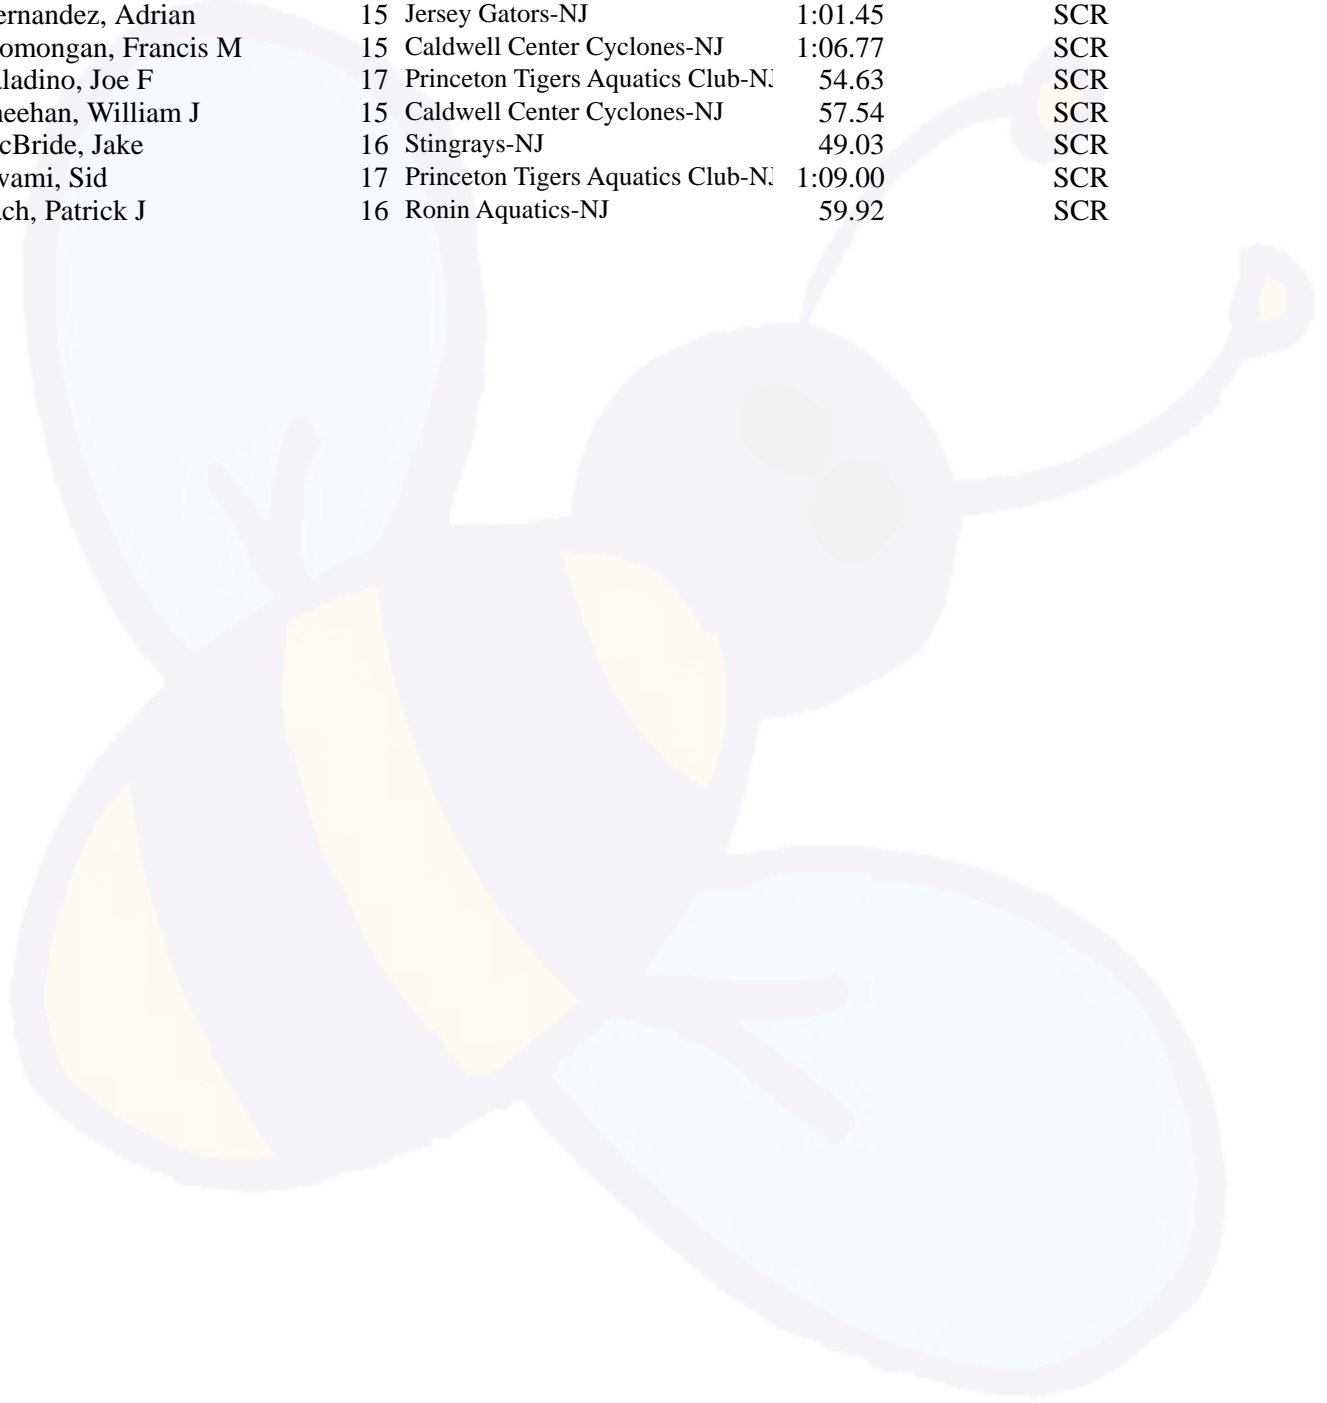 ernandez, Adrian 15 Jersey Gators-NJ 1:01.45 SCR
omongan, Francis M 15 Caldwell Center Cyclones-NJ 1:06.77 SCR
aladino, Joe F 17 Princeton Tigers Aquatics Club-NJ 54.63 SCR
heehan, William J 15 Caldwell Center Cyclones-NJ 57.54 SCR
cBride, Jake 16 Stingrays-NJ 49.03 SCR
wami, Sid 17 Princeton Tigers Aquatics Club-NJ 1:09.00 SCR
ach, Patrick J 16 Ronin Aquatics-NJ 59.92 SCR